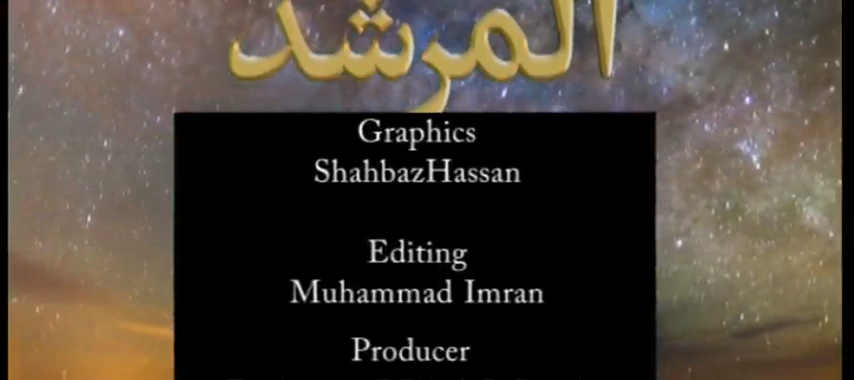 المرشد
Graphics
ShahbazHassan
Editing
Muhammad Imran
Producer